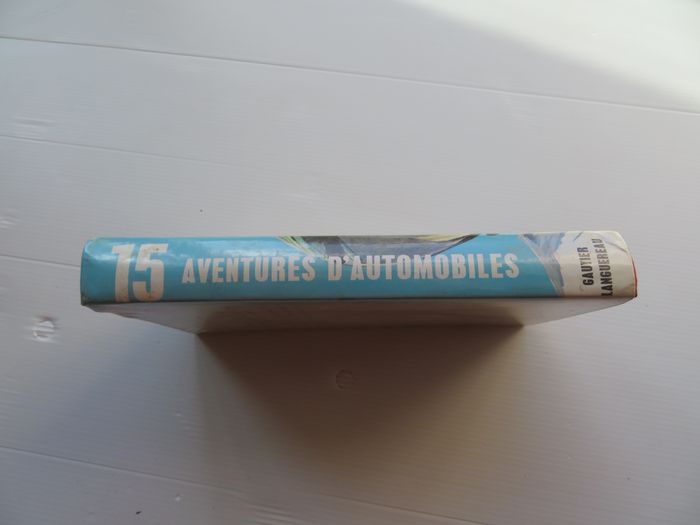 15 AVENTURES D'AUTOMOBILES
GAUTIER
LANGUEREAU